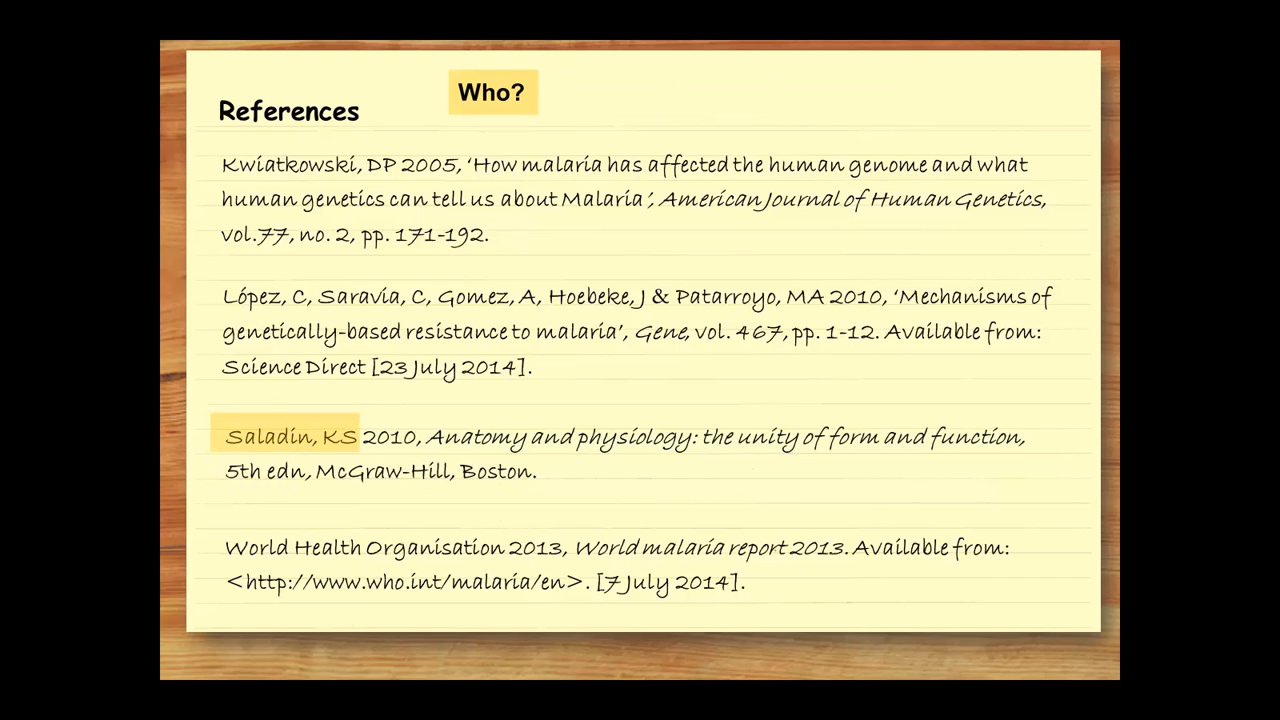 Who?
References
Kwiatkowski, DP 2005, ‘How malaria has affected the human genome and what
human genetics can tell us about Malaria’, American Journal of Human Genetics,
vol.77, no. 2, pp. 171-192.
López, C, Saravia, C, Gomez, A, Hoebeke, J & Patarroyo, MA 2010, ‘Mechanisms of
genetically-based resistance to malaria’, Gene, vol. 467, pp. 1-12. Available from:
Science Direct [23 July 2014].
Saladin, KS 2010, Anatomy and physiology: the unity of form and function,
5th edn, McGraw-Hill, Boston.
World Health Organisation 2013, World malaria report 2013. Available from:
<http://www.who.int/malaria/en>. [7 July 2014].